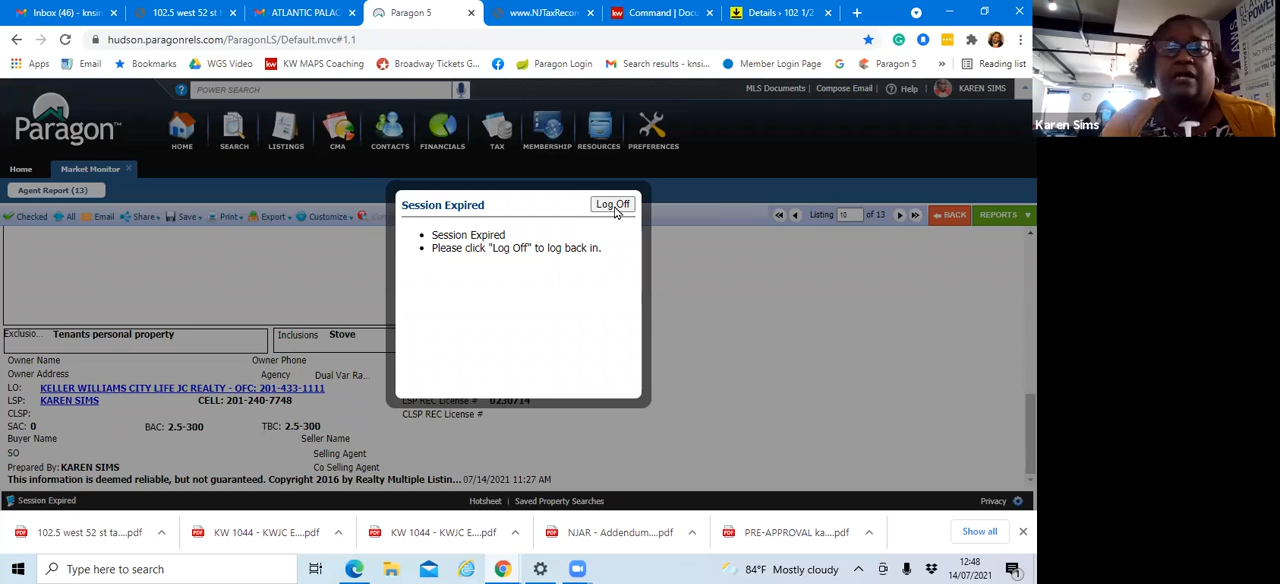 Inbox (46) - knsin
102.5 west 52 st
ATLANTIC PALAC
Paragon 5
www.NJTaxRecor
Command | Docu
Details › 102 1/2
hudson.paragonrels.com/ParagonLS/Default.mvc#1.1
Apps
Email
Bookmarks
WGS Video
KW MAPS Coaching
Broadway Tickets G...
Paragon Login
Search results - knsi...
Member Login Page
Paragon 5
»
Reading list
Karen Sims
Paragon™
POWER SEARCH
MLS Documents
Compose Email
Help
KAREN SIMS
HOME
SEARCH
LISTINGS
CMA
CONTACTS
FINANCIALS
TAX
MEMBERSHIP
RESOURCES
PREFERENCES
Home
Market Monitor
Agent Report (13)
Checked
All
Email
Share
Save
Print
Export
Customize
Listing 10 of 13
BACK
REPORTS
Session Expired
Log Off
• Session Expired
• Please click "Log Off" to log back in.
Exclusio... Tenants personal property
Inclusions Stove
Owner Name
Owner Phone
Owner Address
Agency
Dual Var Ra...
LO: KELLER WILLIAMS CITY LIFE JC REALTY - OFC: 201-433-1111
LSP: KAREN SIMS
CELL: 201-240-7748
LSP REC License # 0230714
CLSP:
CLSP REC License #
SAC: 0
BAC: 2.5-300
TBC: 2.5-300
Buyer Name
Seller Name
SO
Selling Agent
Prepared By: KAREN SIMS
Co Selling Agent
This information is deemed reliable, but not guaranteed. Copyright 2016 by Realty Multiple Listin... 07/14/2021 11:27 AM
Session Expired
Hotsheet | Saved Property Searches
Privacy
102.5 west 52 st ta....pdf
KW 1044 - KWJC E....pdf
KW 1044 - KWJC E....pdf
NJAR - Addendum....pdf
PRE-APPROVAL ka....pdf
Show all
Type here to search
84°F Mostly cloudy
12:48
14/07/2021